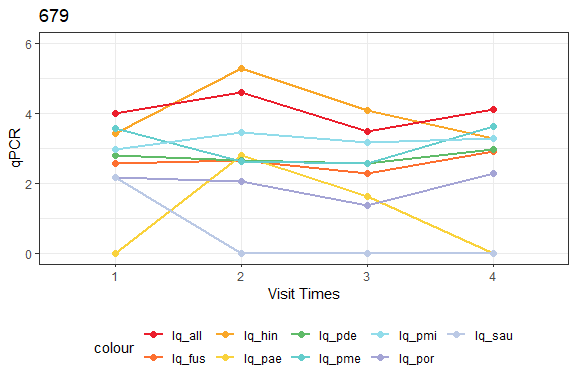 679
6
4
2
0
qPCR
1 2 3 4
Visit Times
colour
lq_all lq_hin lq_pde lq_pmi lq_sau
lq_fus lq_pae lq_pme lq_por